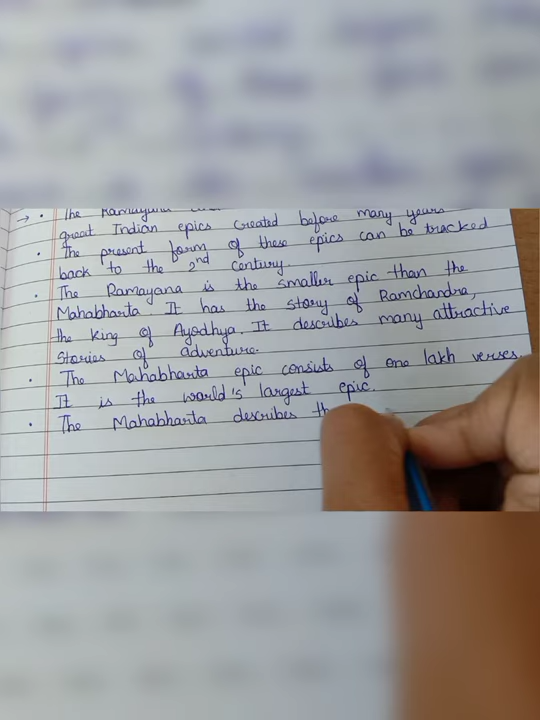 → • The Ramayana
great Indian epics created before many years
• The present form of these epics can be tracked
back to the 2nd century.
• The Ramayana is the smaller epic than the
Mahabharta. It has the story of Ramchandra,
the king of Ayodhya. It describes many attractive
stories of adventure.
• The Mahabharta epic consists of one lakh verses.
It is the world's largest epic.
• The Mahabharta describes th